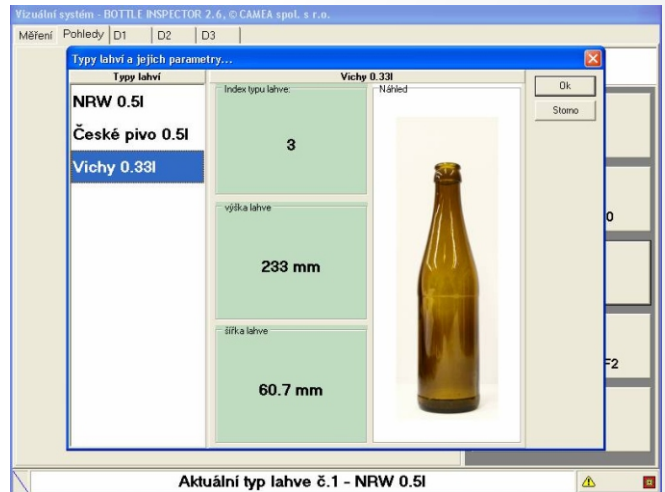 Vizuální systém - BOTTLE INSPECTOR 2.6, © CAMEA spol. s r.o.
Měření Pohledy D1 D2 D3
Typy lahví a jejich parametry...
Typy lahví
Vichy 0.33l
NRW 0.5l
České pivo 0.5l
Vichy 0.33l
Index typu lahve:
3
výška lahve
233 mm
šířka lahve
60.7 mm
Náhled
Ok
Storno
0
F2
Aktuální typ lahve č.1 - NRW 0.5l